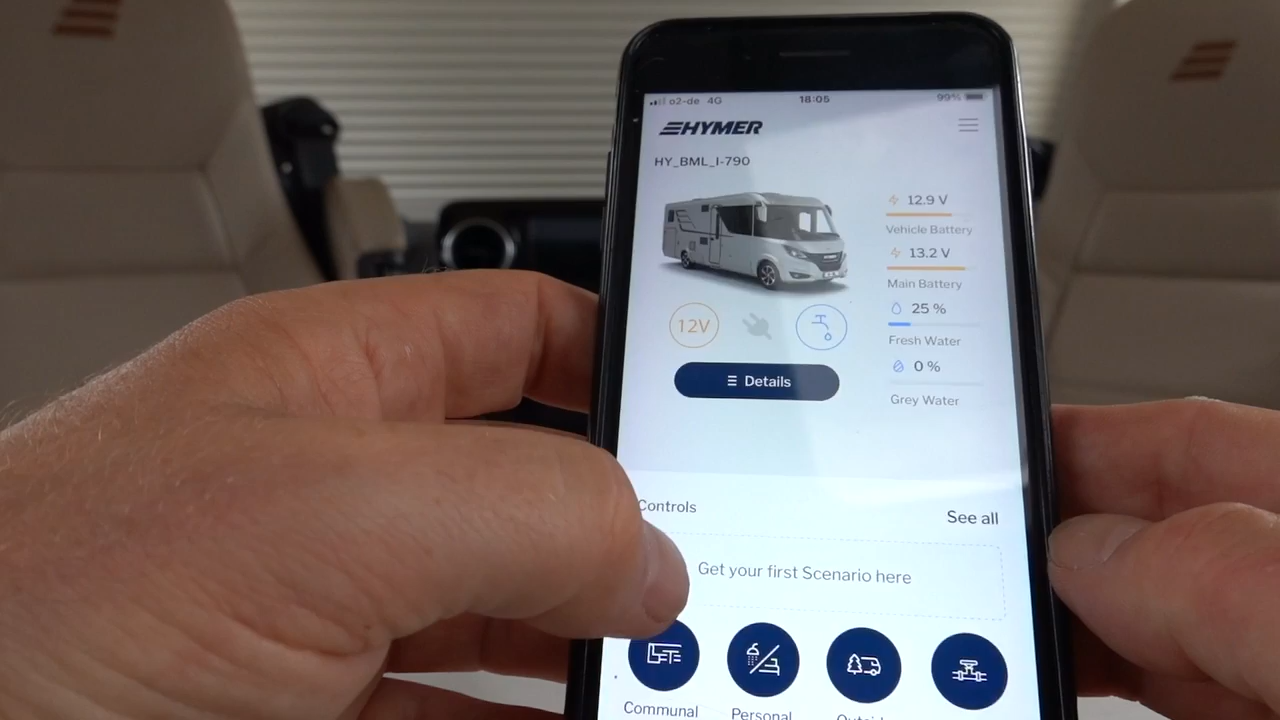 o2-de 4G 18:05 99%
HYMER
HY_BML_I-790
12.9 V
Vehicle Battery
13.2 V
Main Battery
25 %
Fresh Water
0 %
Grey Water
12V
Details
Controls
See all
Get your first Scenario here
Communal
Personal